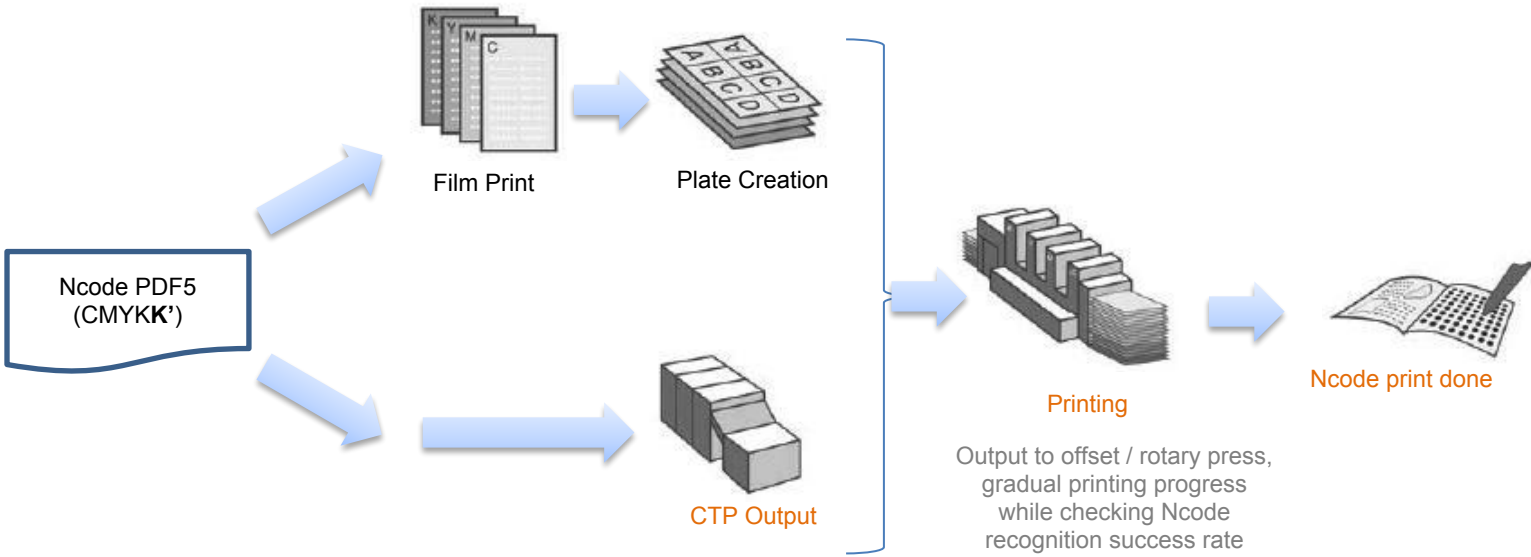 K
Y
M
C
A B C D
A B C D
Film Print
Plate Creation
Ncode PDF5
(CMYKK’)
CTP Output
Printing
Output to offset / rotary press,
gradual printing progress
while checking Ncode
recognition success rate
Ncode print done